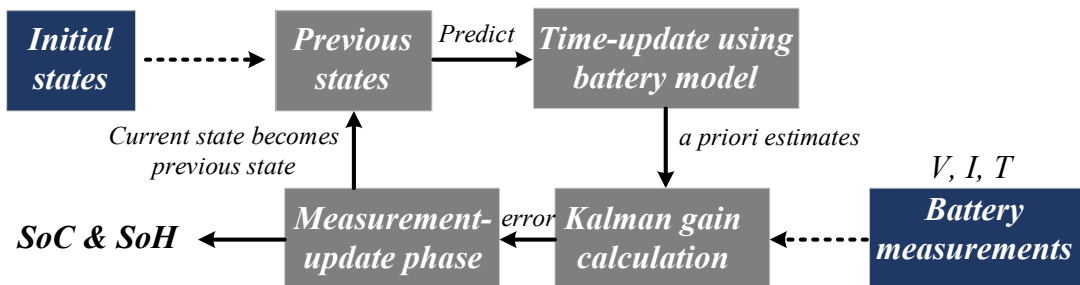 Initial
states
Previous
states
Predict
Time-update using
battery model
Current state becomes
previous state
a priori estimates
V, I, T
Battery
measurements
Kalman gain
calculation
error
Measurement-
update phase
SoC & SoH